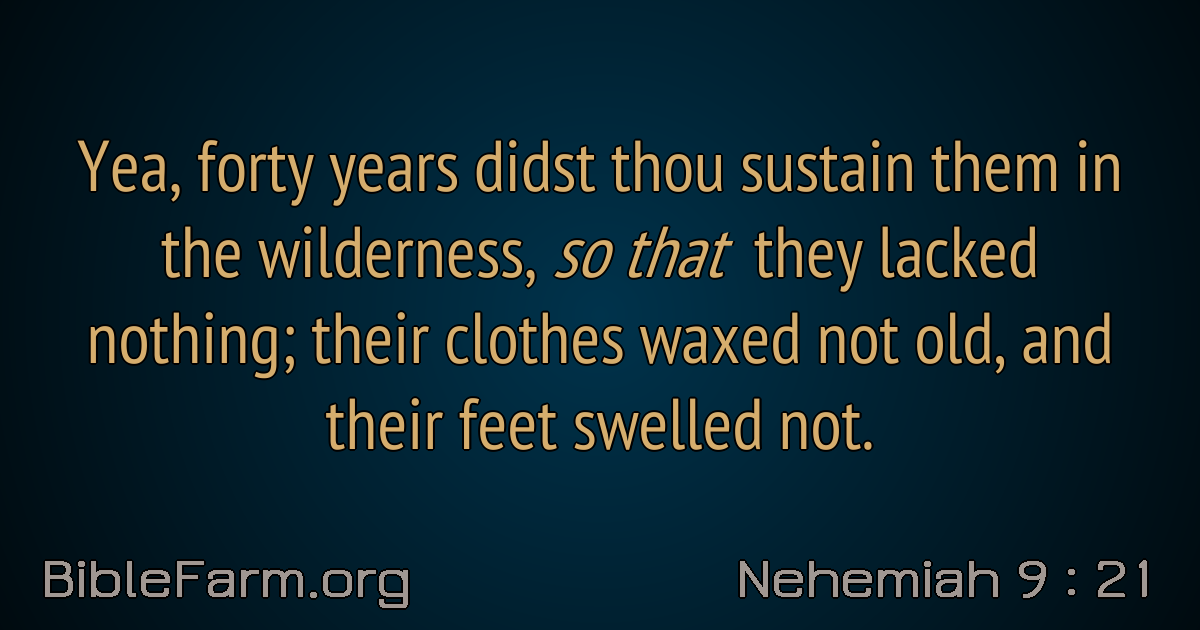 Yea, forty years didst thou sustain them in
the wilderness, so that they lacked
nothing; their clothes waxed not old, and
their feet swelled not.
BibleFarm.org
Nehemiah 9 : 21